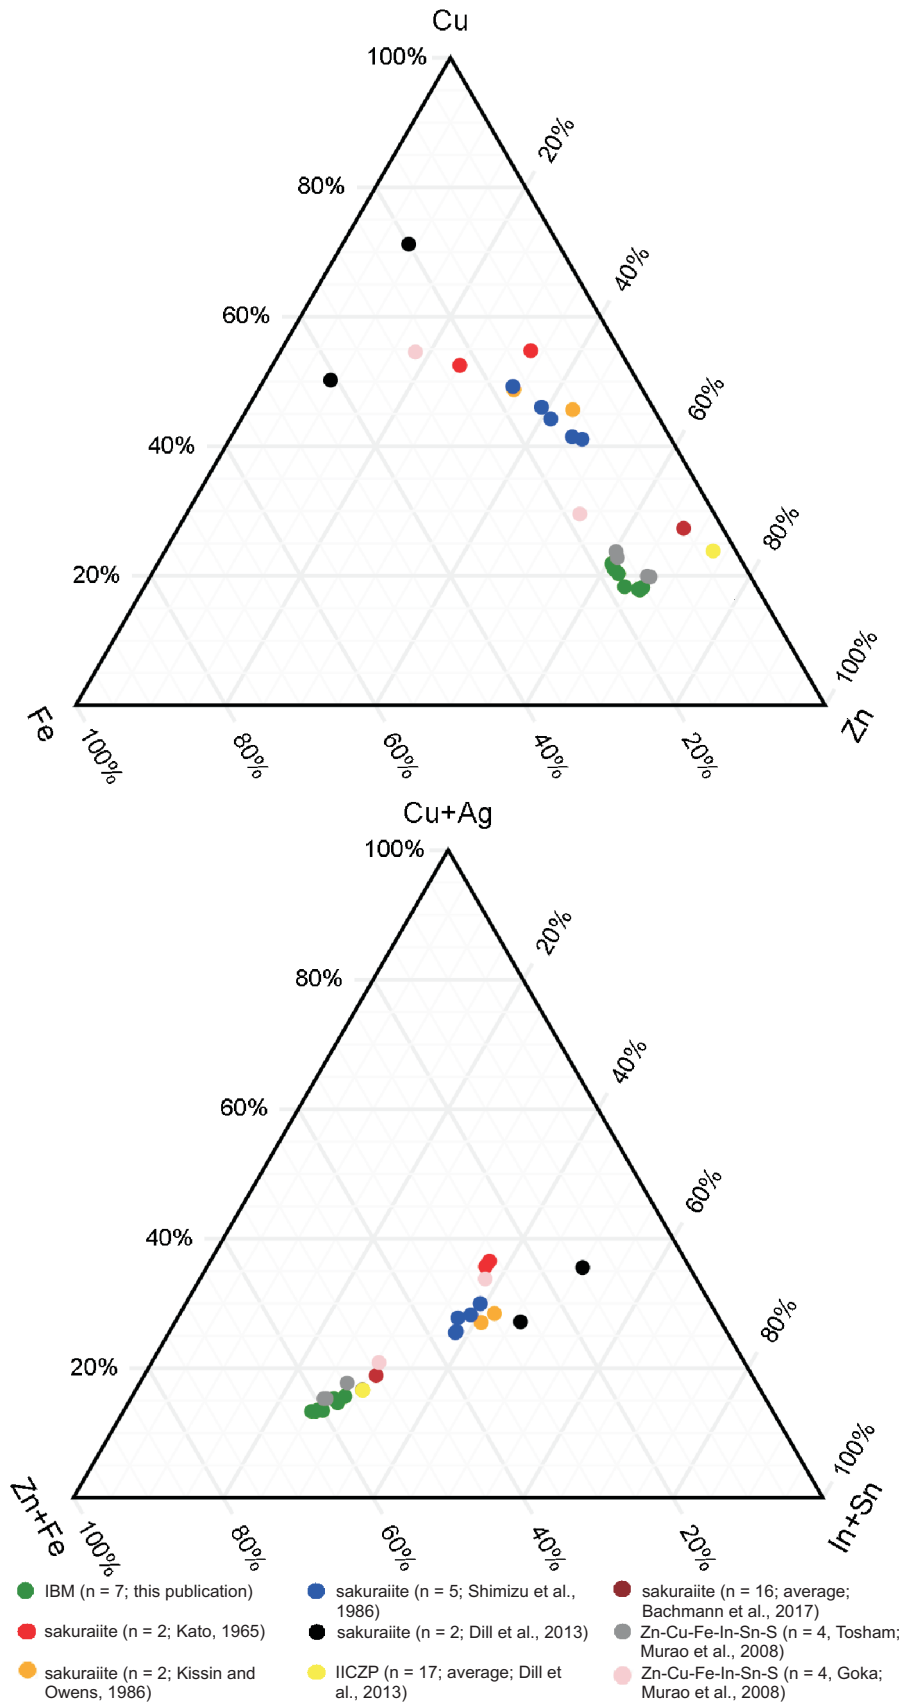 Cu
100%
20%
80%
40%
60%
60%
40%
80%
20%
100%
Fe
Zn
100%
80%
60%
40%
20%
Cu+Ag
100%
20%
80%
40%
60%
60%
40%
80%
20%
100%
Zn+Fe
In+Sn
100%
80%
60%
40%
20%
IBM (n = 7; this publication)
sakuraiite (n = 2; Kato, 1965)
sakuraiite (n = 2; Kissin and
Owens, 1986)
sakuraiite (n = 5; Shimizu et al.,
1986)
sakuraiite (n = 2; Dill et al., 2013)
IICZP (n = 17; average; Dill et
al., 2013)
sakuraiite (n = 16; average;
Bachmann et al., 2017)
Zn-Cu-Fe-In-Sn-S (n = 4, Tosham;
Murao et al., 2008)
Zn-Cu-Fe-In-Sn-S (n = 4, Goka;
Murao et al., 2008)